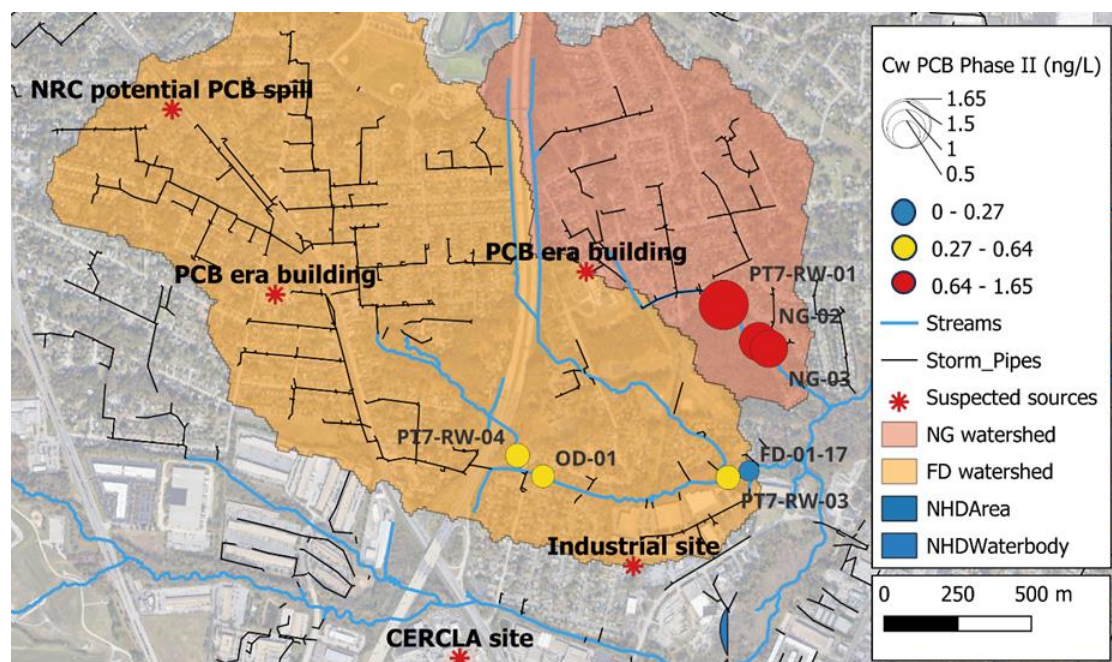 NRC potential PCB spill
PCB era building
PCB era building
PT7-RW-01
NG-02
NG-03
PT7-RW-04
OD-01
FD-01-17
PT7-RW-03
Industrial site
CERCLA site
Cw PCB Phase II (ng/L)
1.65
1.5
1
0.5
0 - 0.27
0.27 - 0.64
0.64 - 1.65
Streams
Storm_Pipes
Suspected sources
NG watershed
FD watershed
NHDArea
NHDWaterbody
0 250 500 m